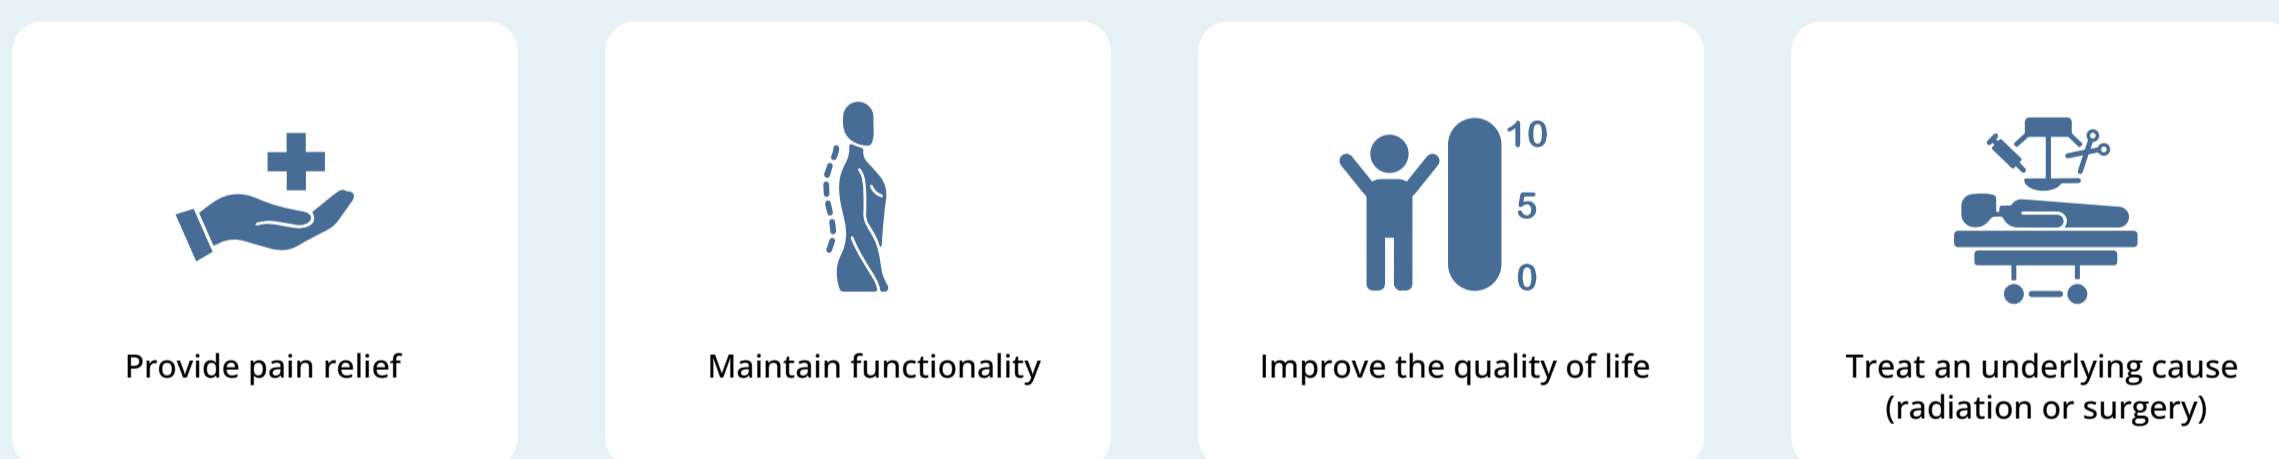 Provide pain relief
Maintain functionality
10
5
0
Improve the quality of life
Treat an underlying cause
(radiation or surgery)